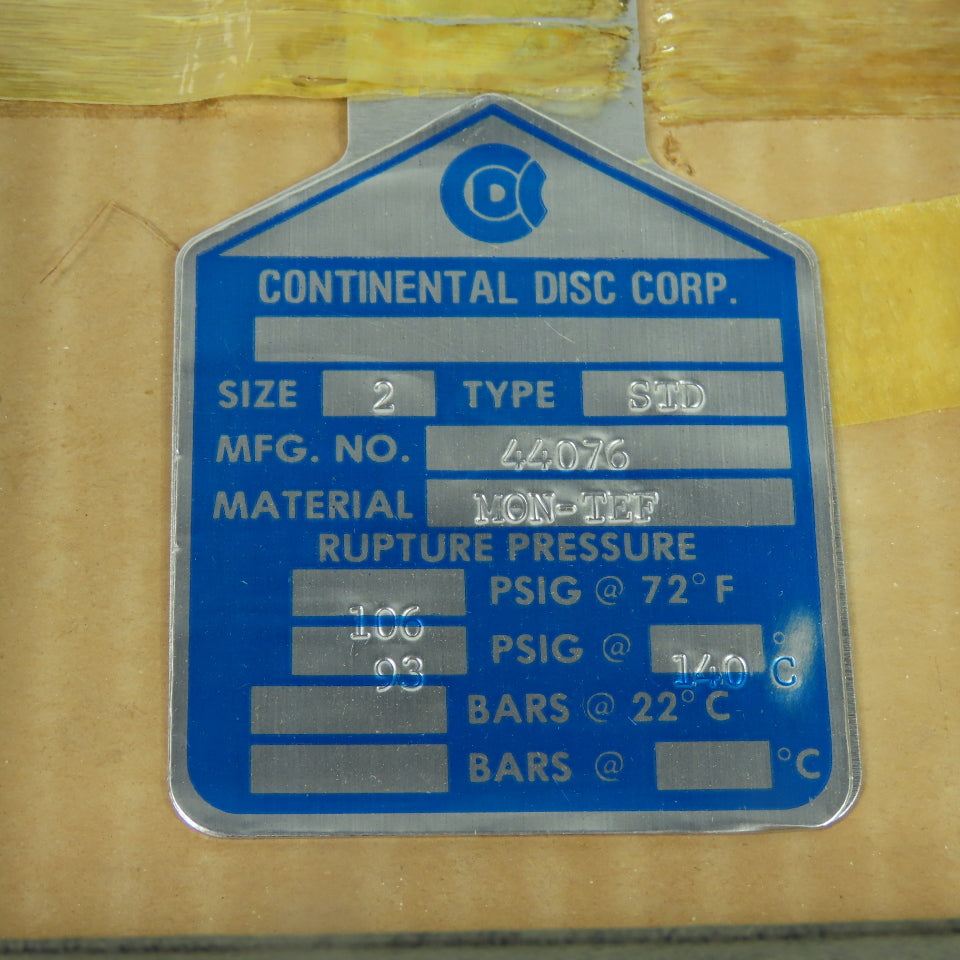 CDC
CONTINENTAL DISC CORP.
SIZE 2 TYPE STD
MFG. NO. 44076
MATERIAL MON-TEF
RUPTURE PRESSURE
106 PSIG @ 72°F
93 PSIG @ 140 °C
BARS @ 22°C
BARS @ °C